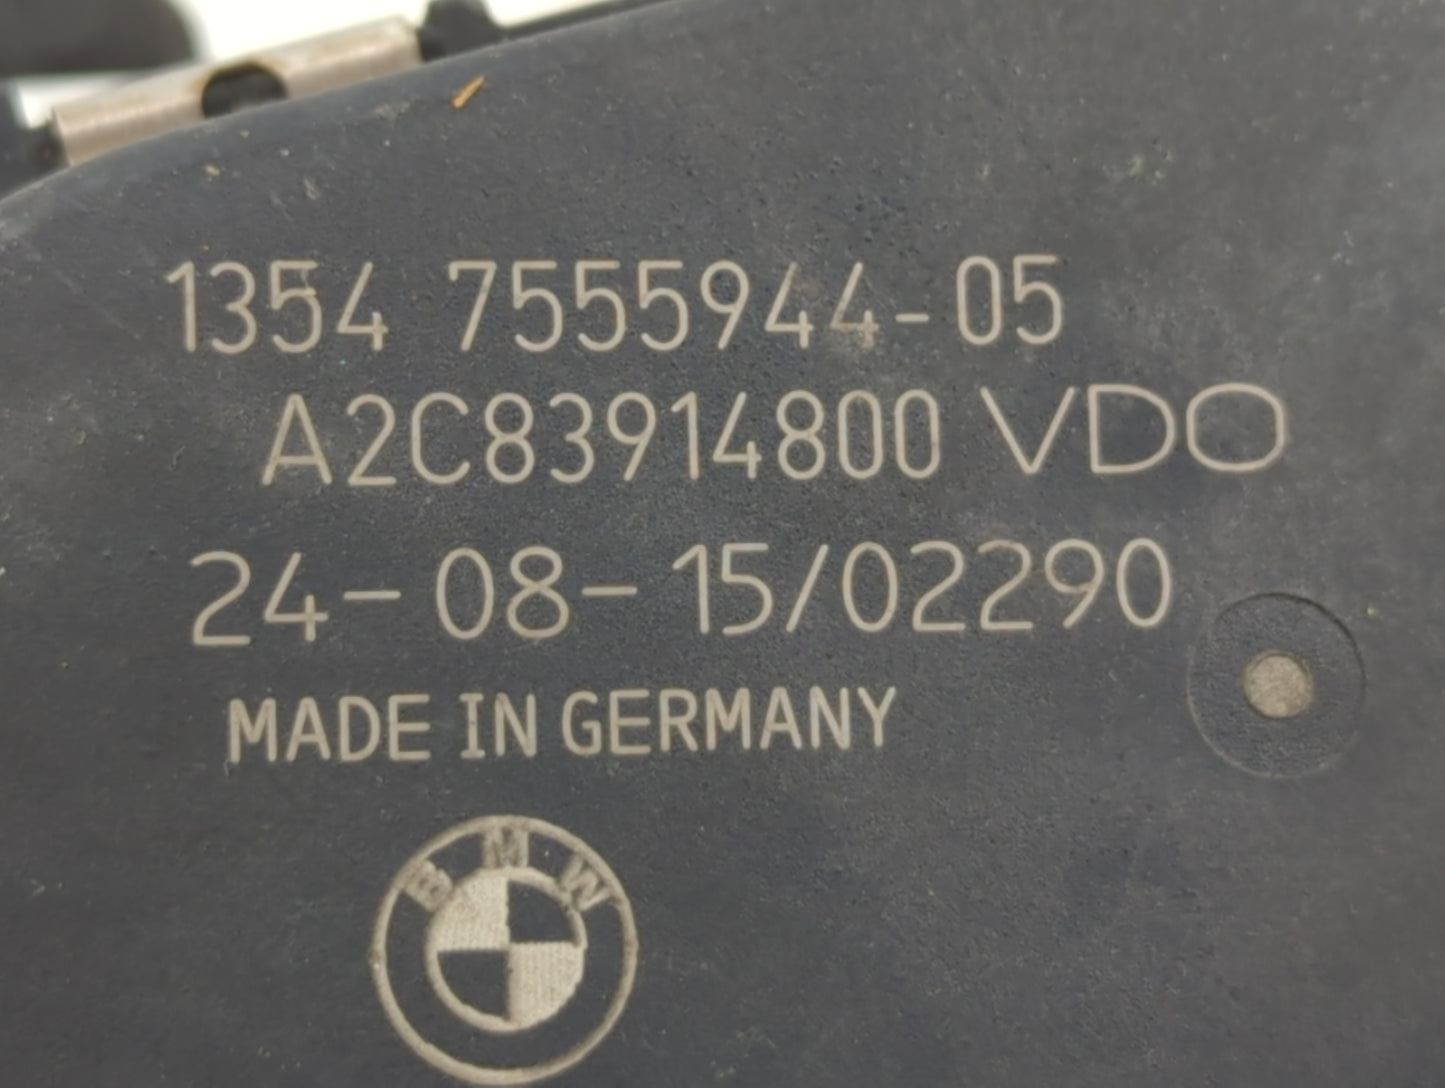 1354 7555944-05
A2C83914800 VDO
24-08-15/02290
MADE IN GERMANY
BMW